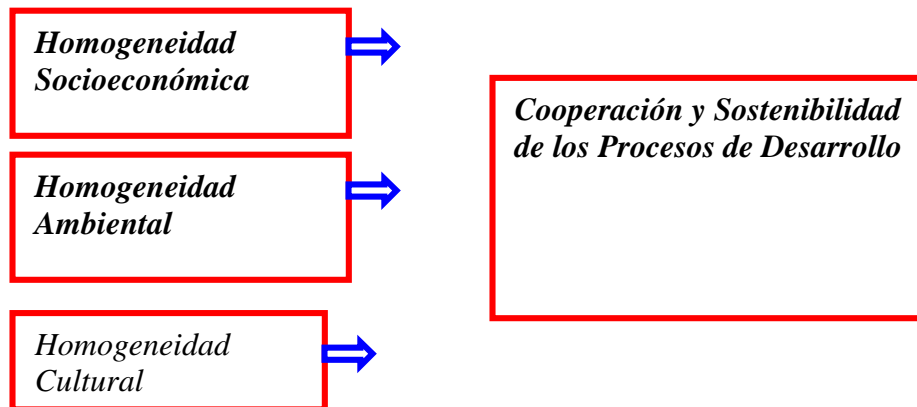 Homogeneidad
Socioeconómica
Cooperación y Sostenibilidad
de los Procesos de Desarrollo
Homogeneidad
Ambiental
Homogeneidad
Cultural